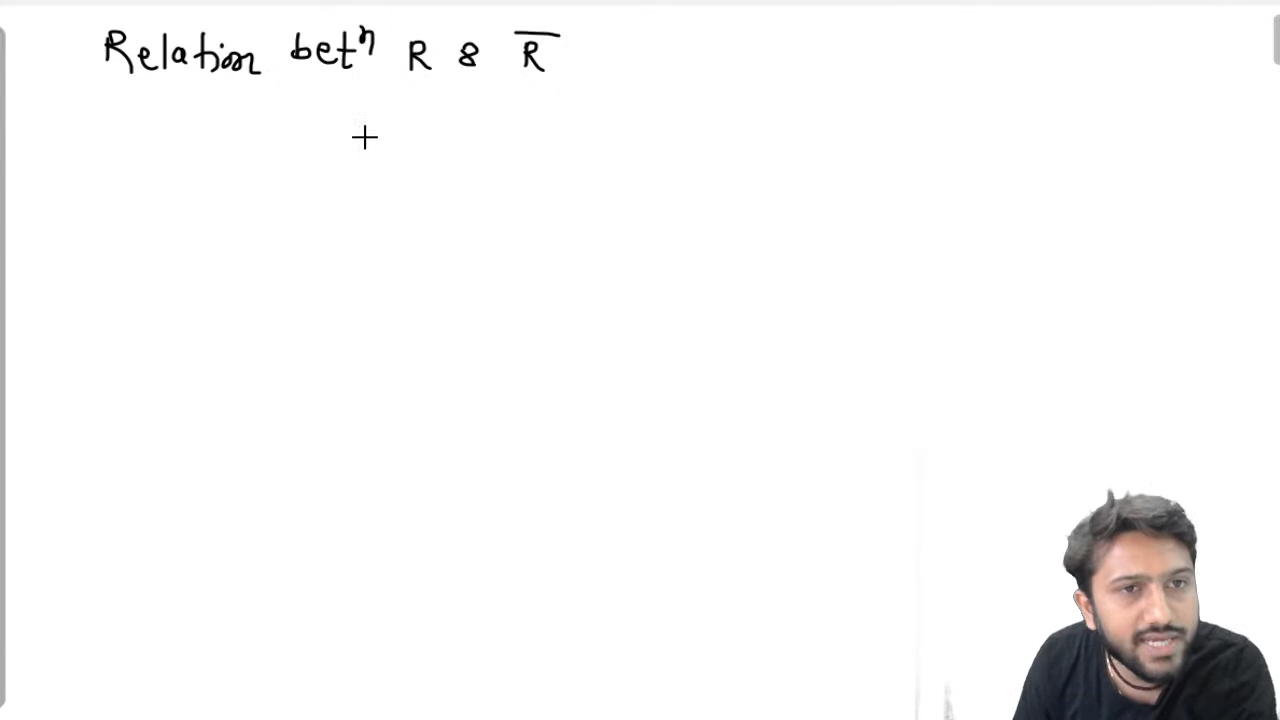 Relation betⁿ R & R̅